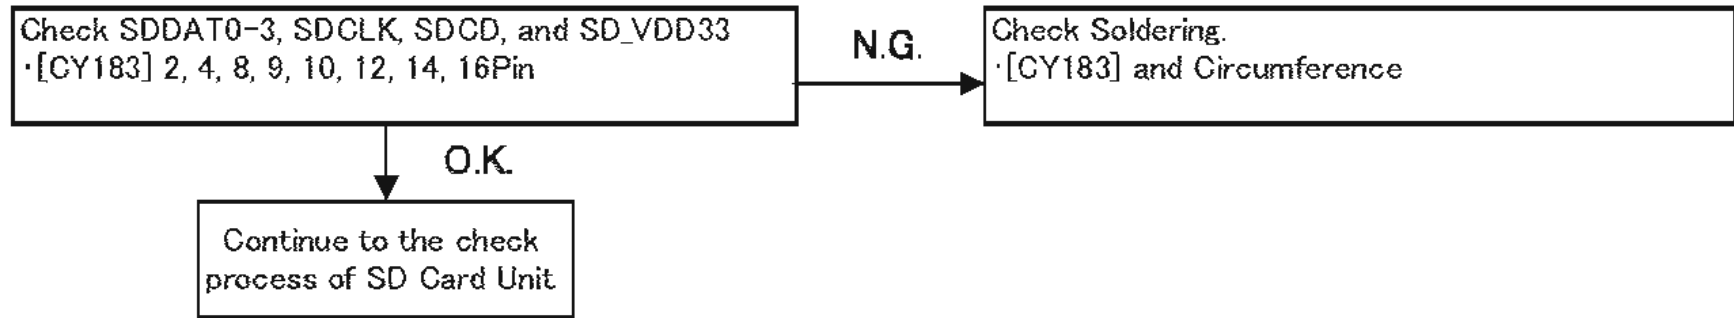 Check SDDAT0-3, SDCLK, SDCD, and SD_VDD33
·[CY183] 2, 4, 8, 9, 10, 12, 14, 16Pin
N.G.
Check Soldering.
·[CY183] and Circumference
O.K.
Continue to the check
process of SD Card Unit